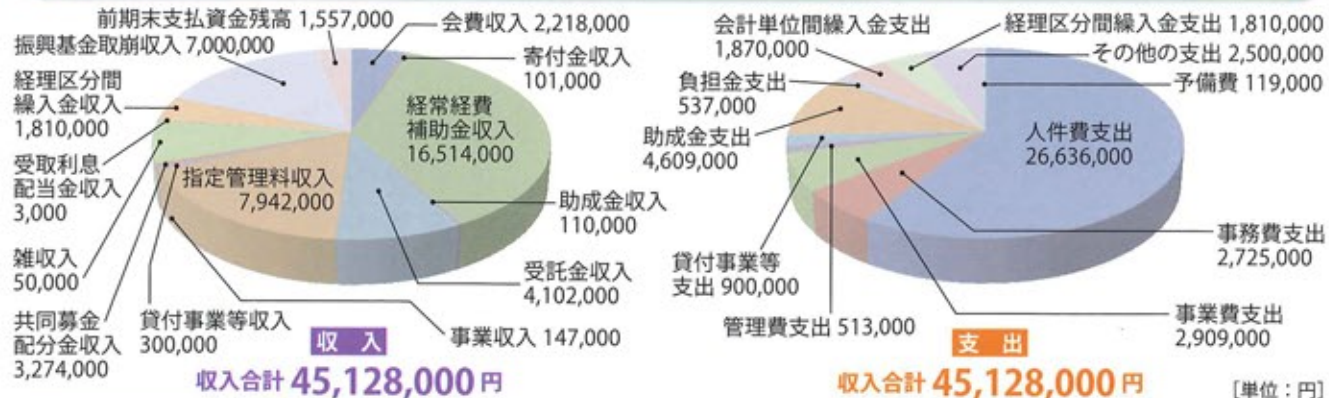 前期末支払資金残高 1,557,000
会費収入 2,218,000
振興基金取崩収入 7,000,000
寄付金収入
101,000
経理区分間
繰入金収入
1,810,000
経常経費
補助金収入
16,514,000
受取利息
配当金収入
3,000
指定管理料収入
7,942,000
助成金収入
110,000
雑収入
50,000
受託金収入
4,102,000
共同募金
配分金収入
3,274,000
貸付事業等収入
300,000
事業収入 147,000
収 入
収入合計 45,128,000 円
会計単位間繰入金支出
1,870,000
経理区分間繰入金支出 1,810,000
その他の支出 2,500,000
負担金支出
537,000
予備費 119,000
助成金支出
4,609,000
人件費支出
26,636,000
貸付事業等
支出 900,000
事務費支出
2,725,000
管理費支出 513,000
事業費支出
2,909,000
支 出
収入合計 45,128,000 円
[単位:円]